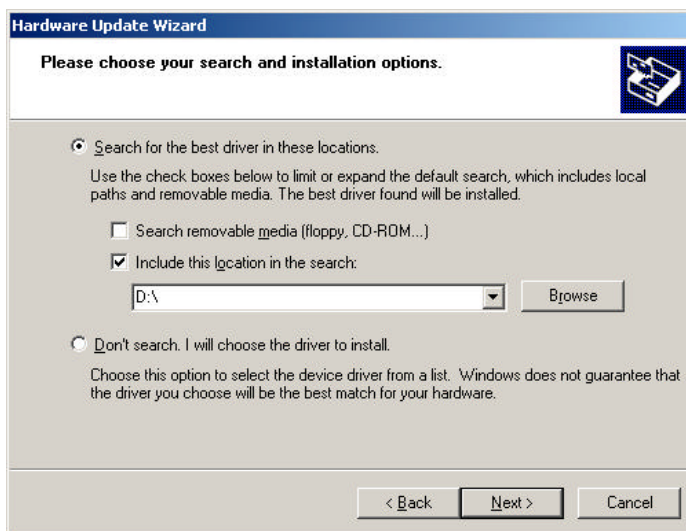 Hardware Update Wizard
Please choose your search and installation options.
Search for the best driver in these locations.
Use the check boxes below to limit or expand the default search, which includes local
paths and removable media. The best driver found will be installed.
Search removable media (floppy, CD-ROM...)
Include this location in the search:
D:\
Browse
Don't search. I will choose the driver to install.
Choose this option to select the device driver from a list. Windows does not guarantee that
the driver you choose will be the best match for your hardware.
< Back
Next >
Cancel